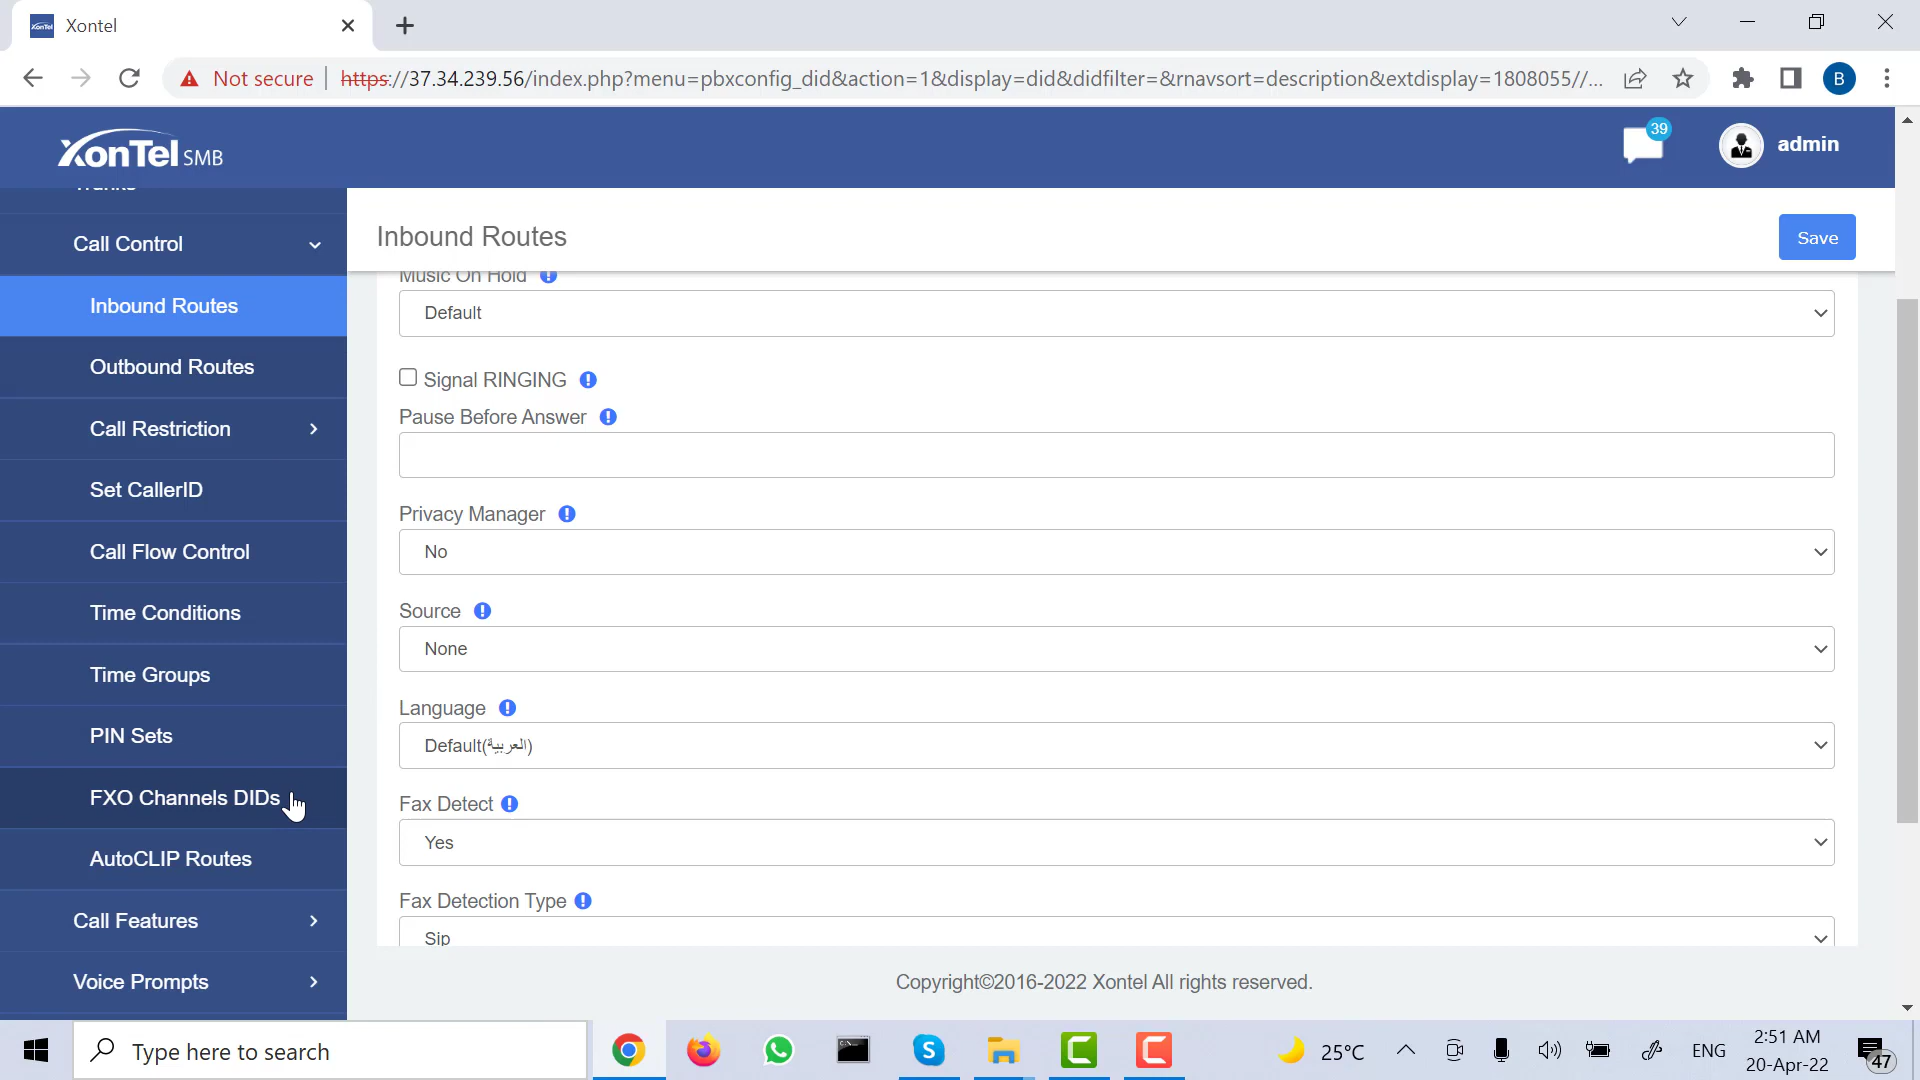 Xontel
Not secure
https://37.34.239.56/index.php?menu=pbxconfig_did&action=1&display=did&didfilter=&rnavsort=description&extdisplay=1808055//...
B
XonTel SMB
39
admin
Trunks
Call Control
Inbound Routes
Outbound Routes
Call Restriction
Set CallerID
Call Flow Control
Time Conditions
Time Groups
PIN Sets
FXO Channels DIDs
AutoCLIP Routes
Call Features
Voice Prompts
Inbound Routes
Save
Music On Hold
Default
Signal RINGING
Pause Before Answer
Privacy Manager
No
Source
None
Language
Default(العربية)
Fax Detect
Yes
Fax Detection Type
Sip
Copyright©2016-2022 Xontel All rights reserved.
Type here to search
25°C
ENG
2:51 AM
20-Apr-22
47